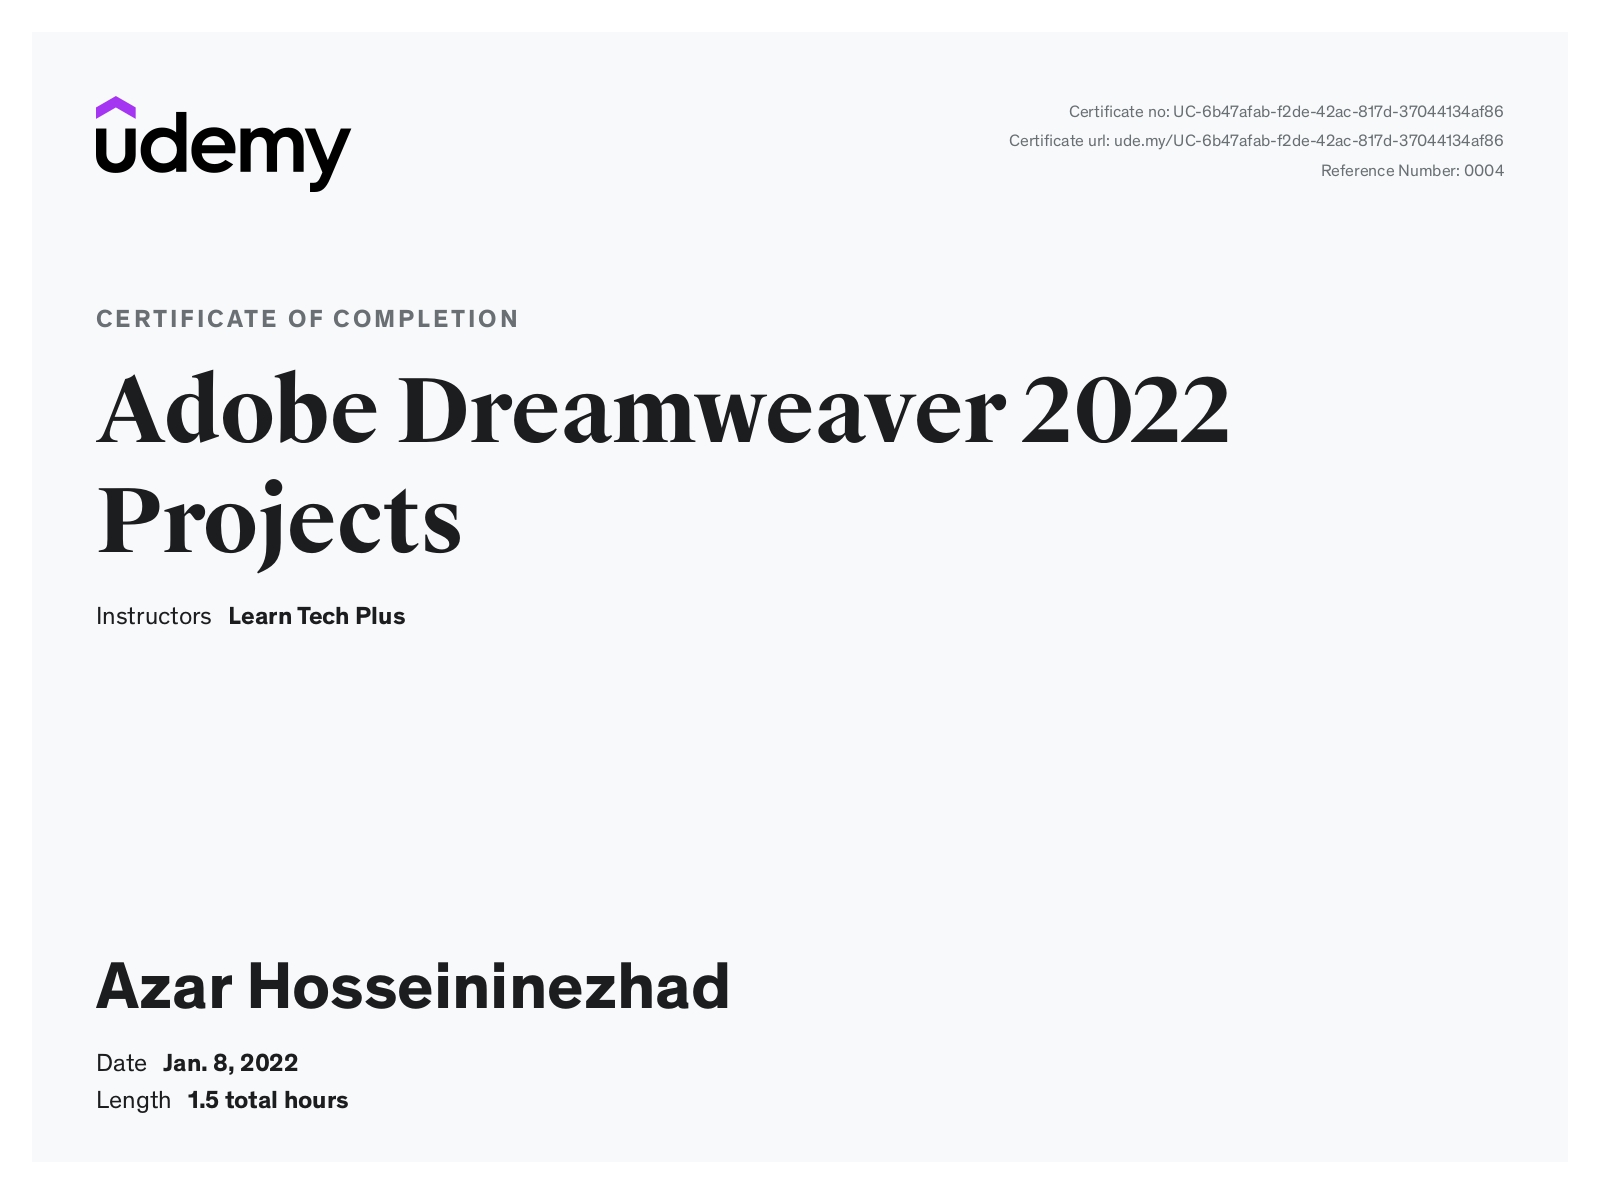 udemy
Certificate no: UC-6b47afab-f2de-42ac-817d-37044134af86
Certificate url: ude.my/UC-6b47afab-f2de-42ac-817d-37044134af86
Reference Number: 0004
CERTIFICATE OF COMPLETION
Adobe Dreamweaver 2022
Projects
Instructors Learn Tech Plus
Azar Hosseininezhad
Date Jan. 8, 2022
Length 1.5 total hours